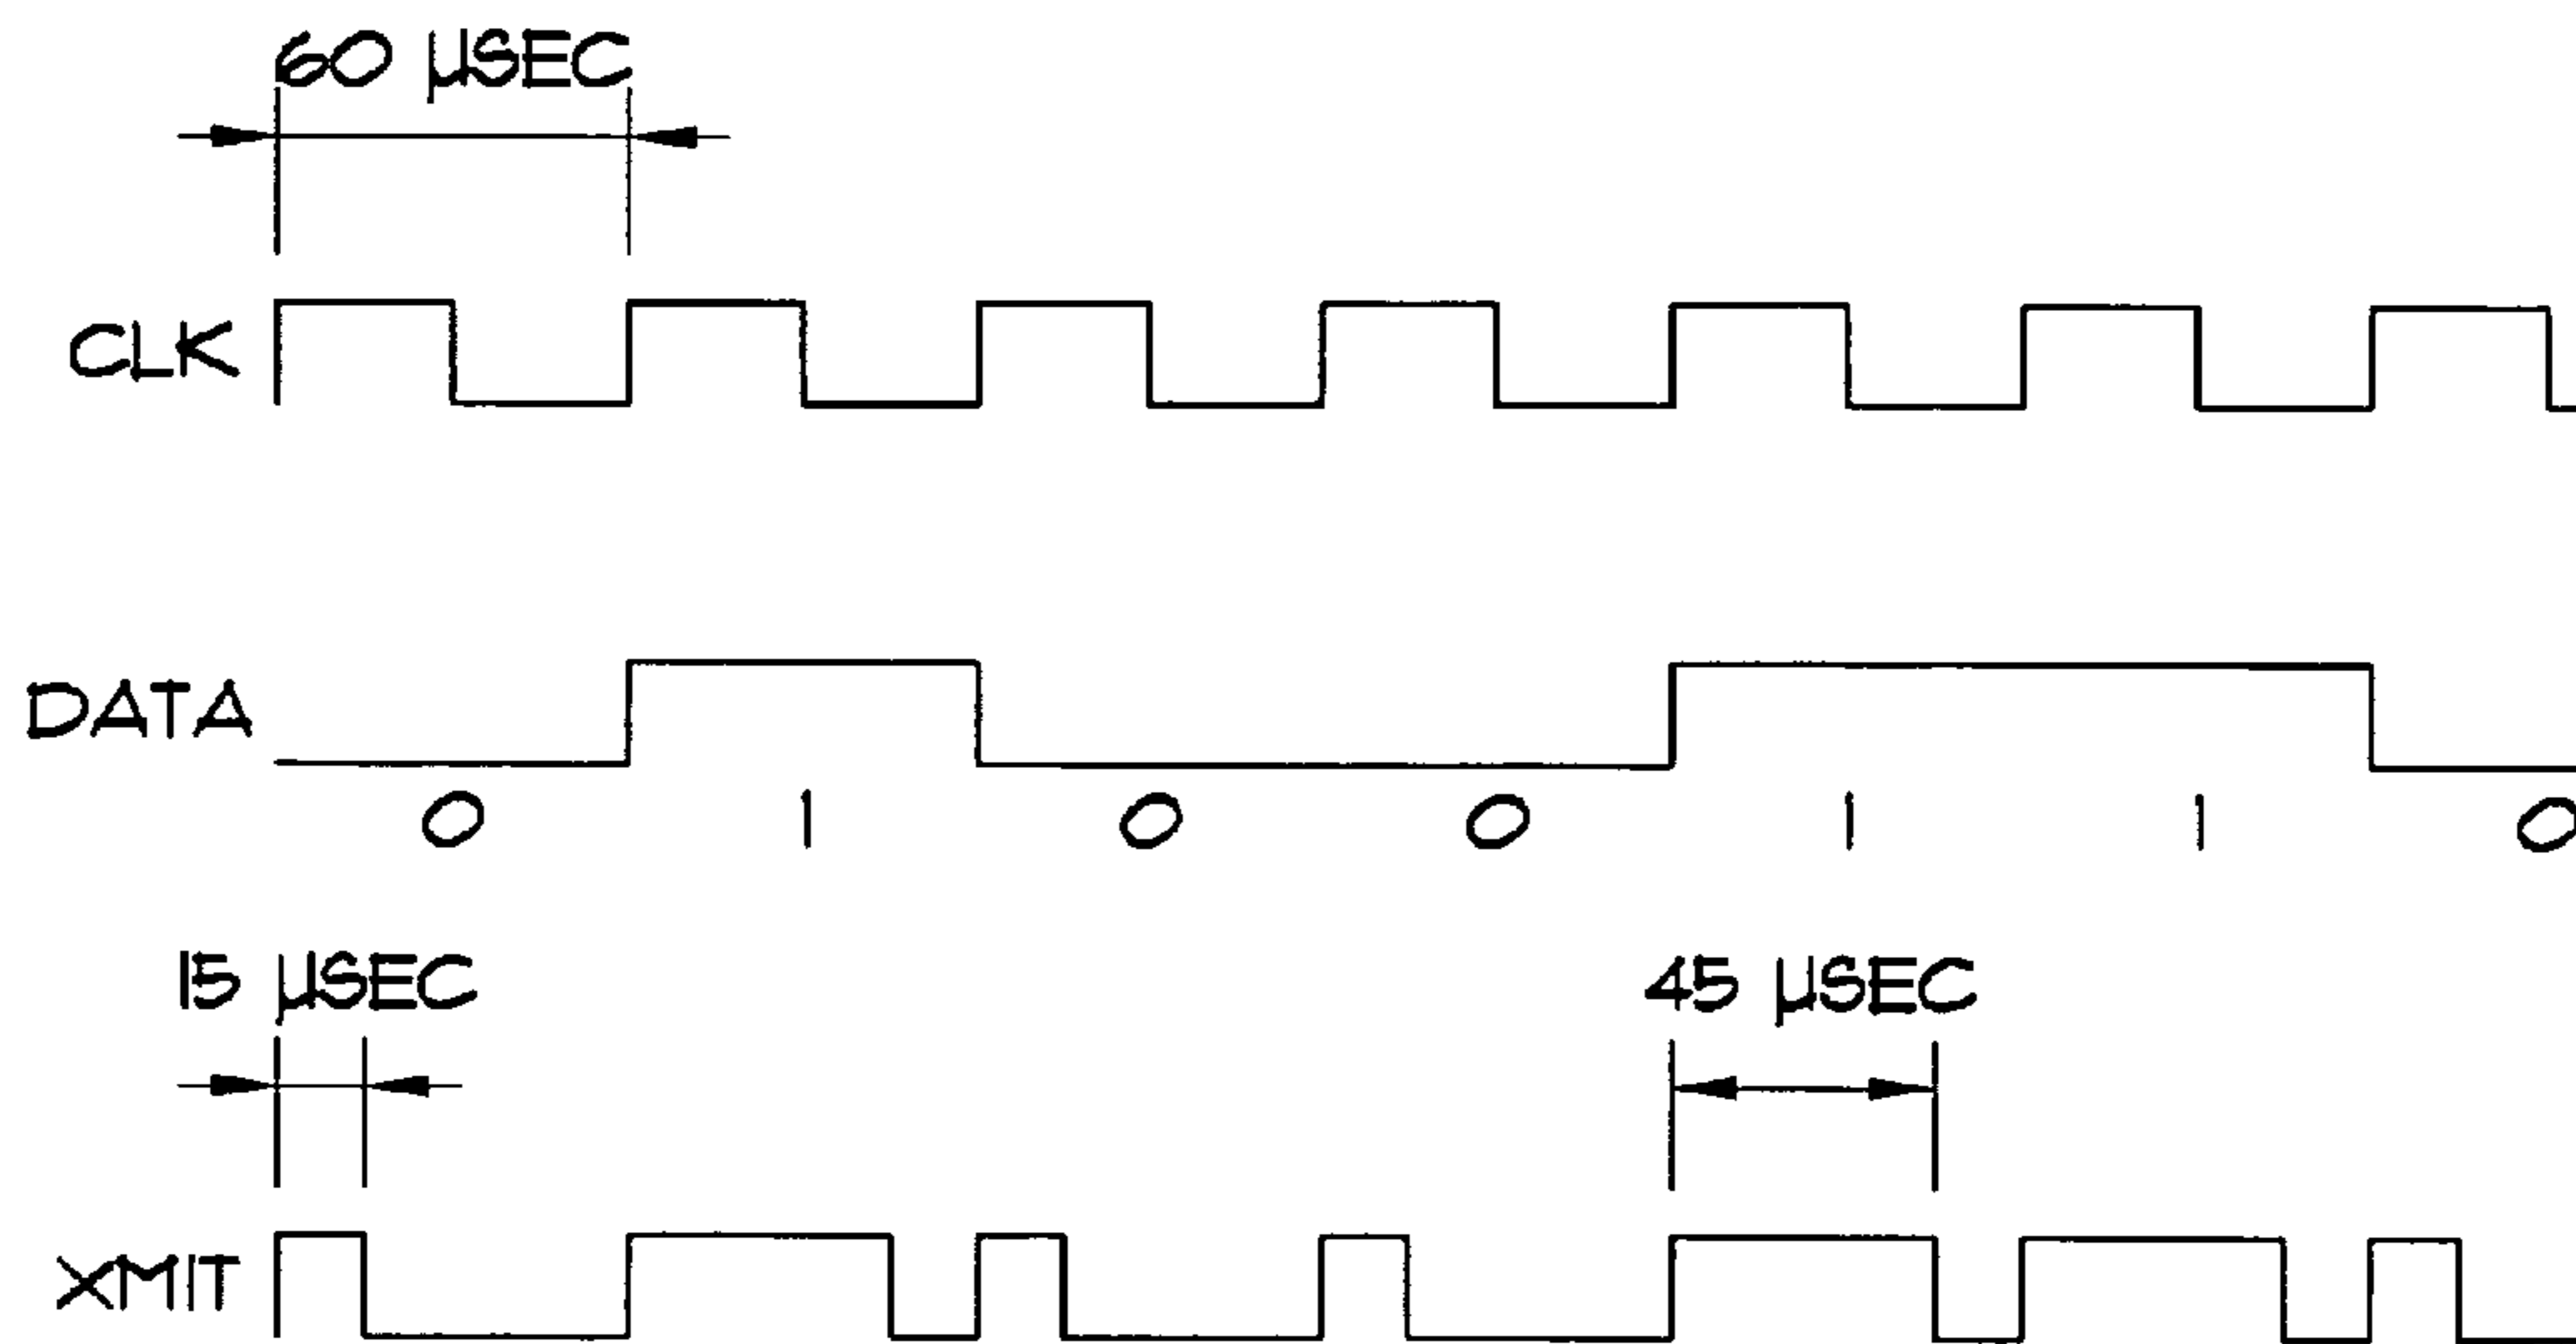 60 µSEC
CLK
DATA
0 1 0 0 1 1 0
15 µSEC 45 µSEC
XMIT